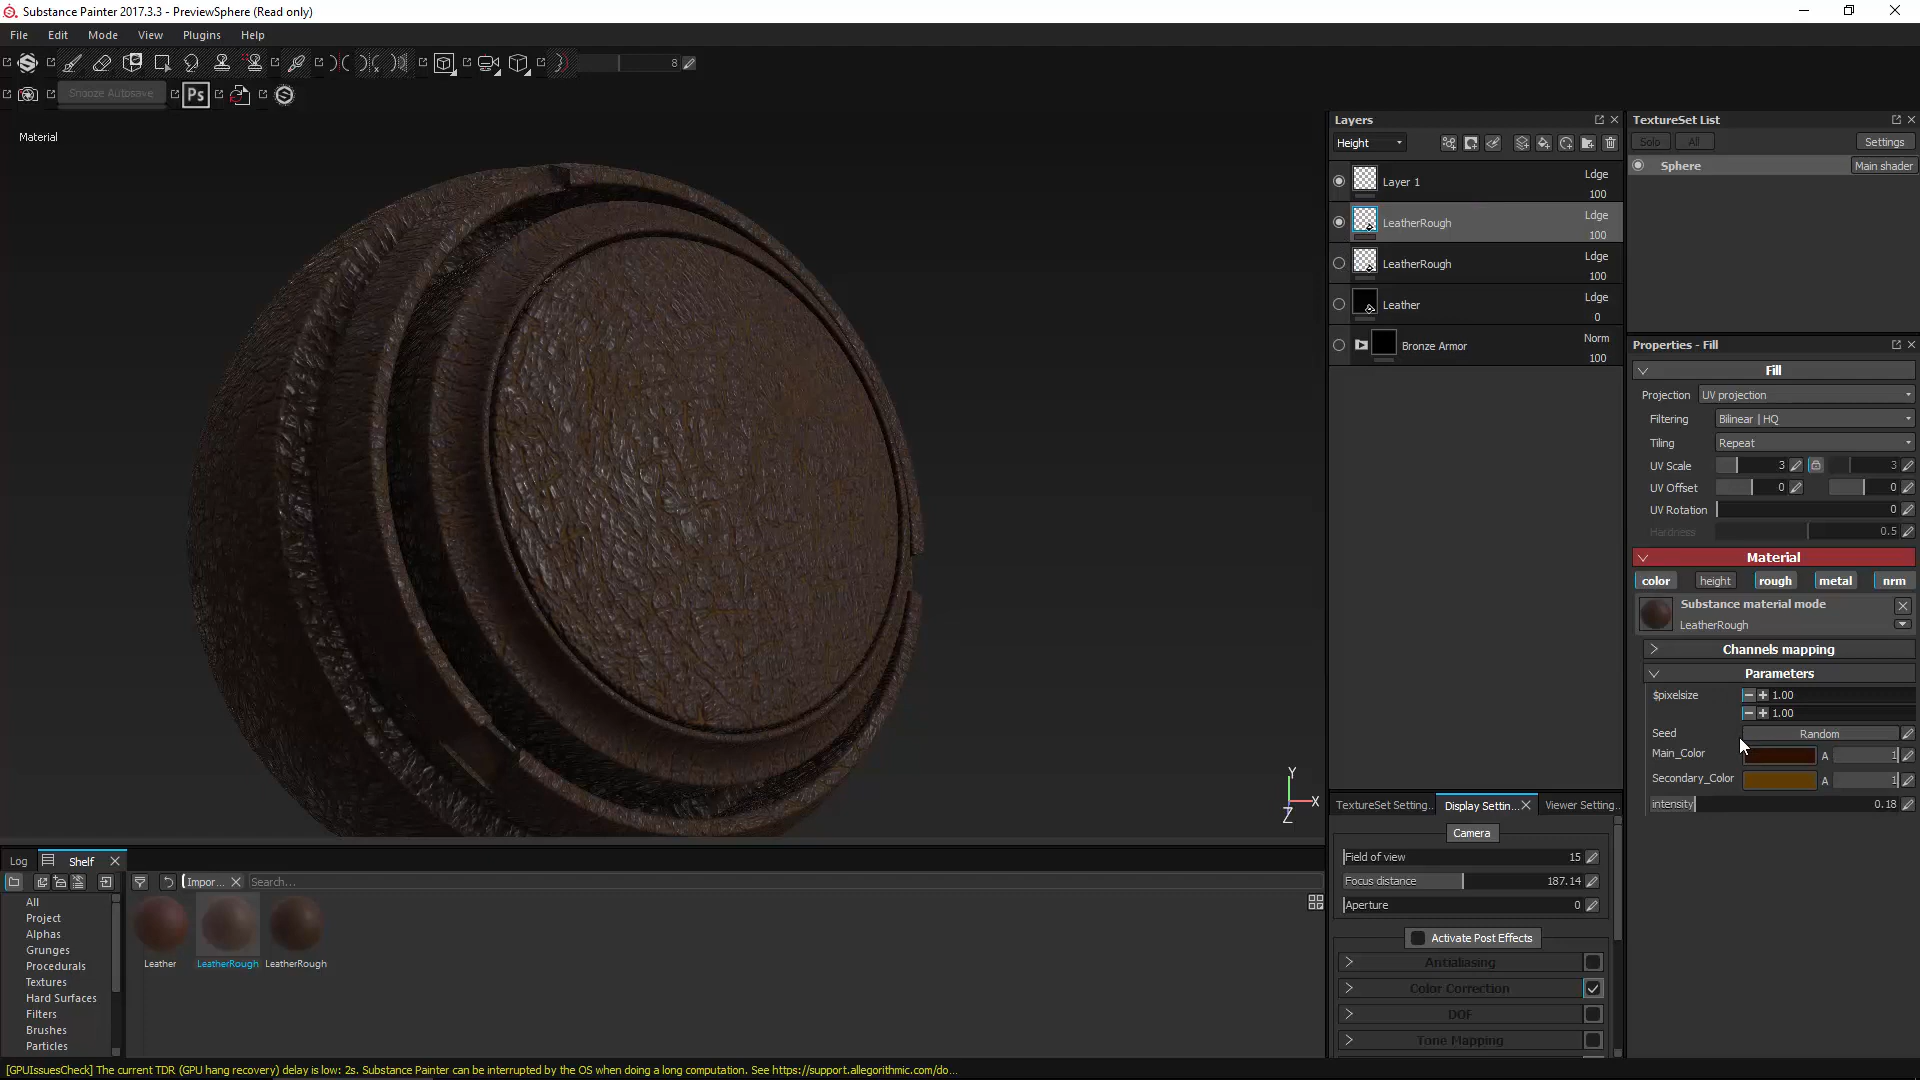 Substance Painter 2017.3.3 - PreviewSphere (Read only)
File Edit Mode View Plugins Help
8
Snooze Autosave Ps
Material
Y
X
Z
Layers
Height
Layer 1 Ldge 100
LeatherRough Ldge 100
LeatherRough Ldge 100
Leather Ldge 0
Bronze Armor Norm 100
TextureSet List
Solo All Settings
Sphere Main shader
Properties - Fill
Fill
Projection UV projection
Filtering Bilinear | HQ
Tiling Repeat
UV Scale 3 3
UV Offset 0 0
UV Rotation 0
Hardness 0.5
Material
color height rough metal nrm
Substance material mode
LeatherRough
Channels mapping
Parameters
$pixelsize 1.00
1.00
Seed Random
Main_Color A 1
Secondary_Color A 1
intensity 0.18
TextureSet Setting... Display Settin... Viewer Setting...
Camera
Field of view 15
Focus distance 187.14
Aperture 0
Activate Post Effects
Antialiasing
Color Correction
DOF
Tone Mapping
Log Shelf
Impor... Search...
All
Project
Alphas
Grunges
Procedurals
Textures
Hard Surfaces
Filters
Brushes
Particles
Leather LeatherRough LeatherRough
[GPUIssuesCheck] The current TDR (GPU hang recovery) delay is low: 2s. Substance Painter can be interrupted by the OS when doing a long computation. See https://support.allegorithmic.com/do...